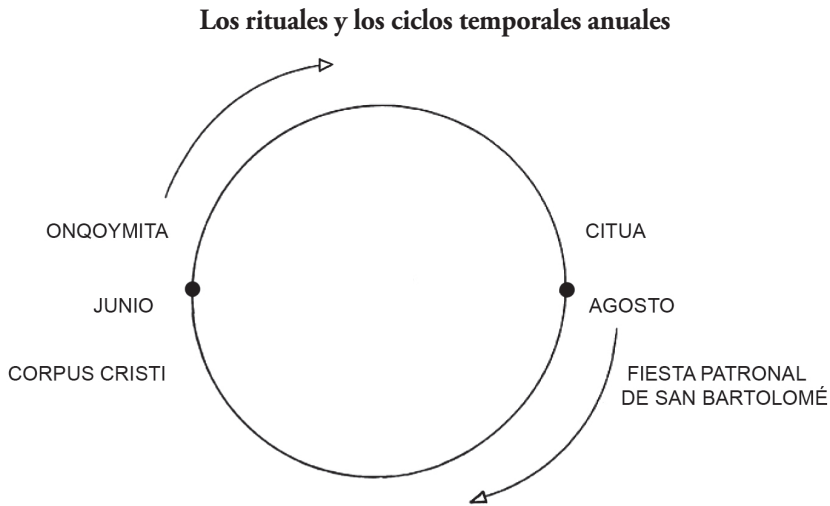 Los rituales y los ciclos temporales anuales
ONQOYMITA
JUNIO
CORPUS CRISTI
CITUA
AGOSTO
FIESTA PATRONAL
DE SAN BARTOLOMÉ